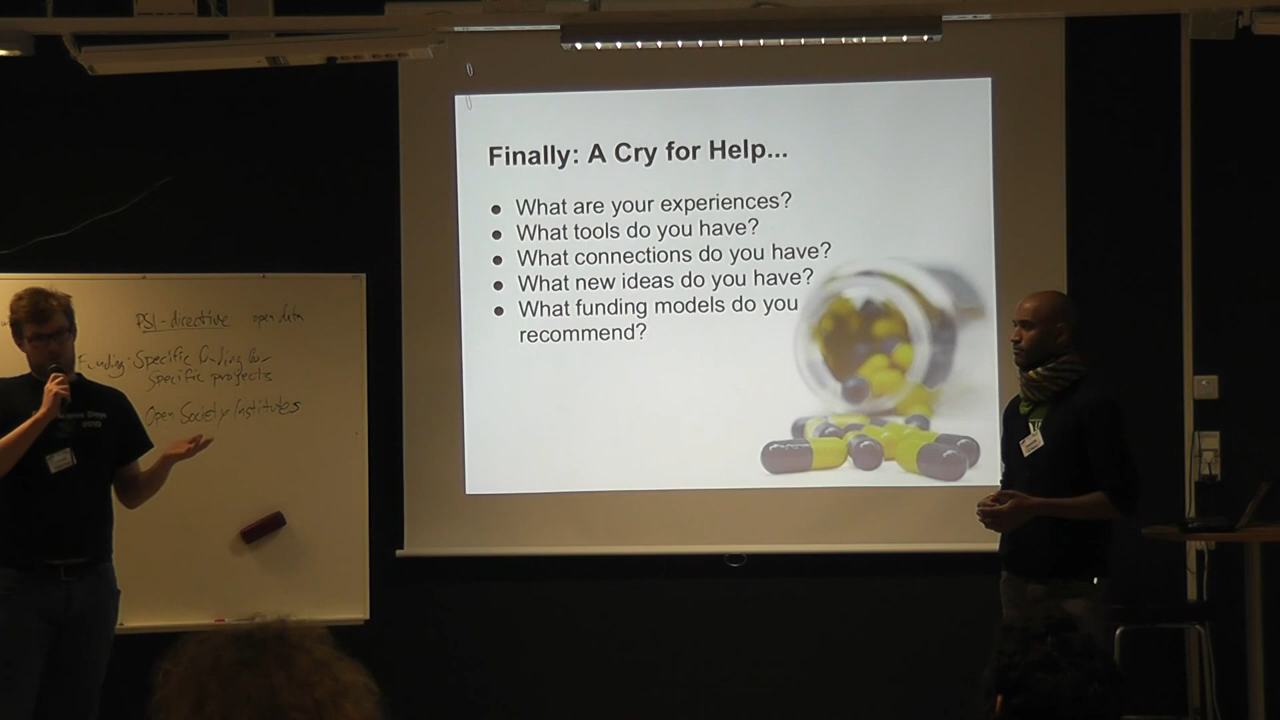 Finally: A Cry for Help...
● What are your experiences?
● What tools do you have?
● What connections do you have?
● What new ideas do you have?
● What funding models do you
recommend?
PSI-directive open data
Funding: Specific funding for
Specific projects
Open Society Institutes